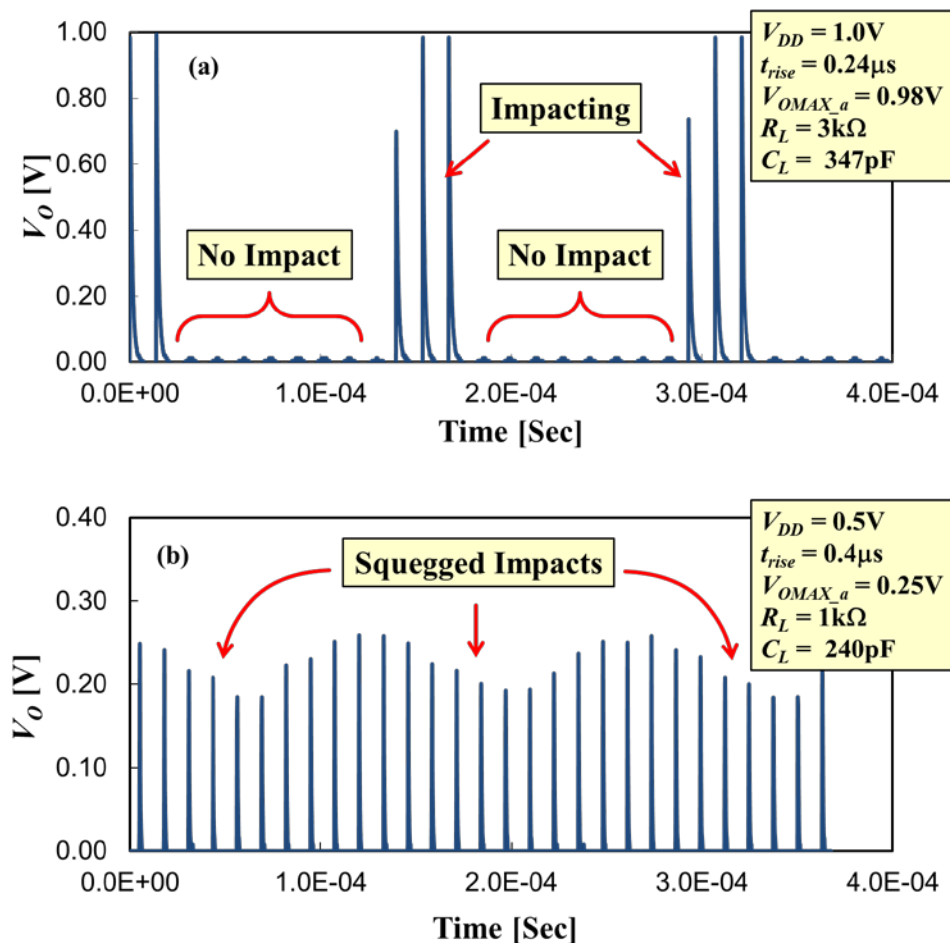 1.00
(a)
V_DD = 1.0V
t_rise = 0.24μs
V_OMAX_a = 0.98V
R_L = 3kΩ
C_L = 347pF
0.80
Impacting
0.60
V_O [V]
0.40
No Impact
No Impact
0.20
0.00
0.0E+00 1.0E-04 2.0E-04 3.0E-04 4.0E-04
Time [Sec]
0.40
(b)
V_DD = 0.5V
t_rise = 0.4μs
V_OMAX_a = 0.25V
R_L = 1kΩ
C_L = 240pF
Squegged Impacts
0.30
V_O [V]
0.20
0.10
0.00
0.0E+00 1.0E-04 2.0E-04 3.0E-04 4.0E-04
Time [Sec]